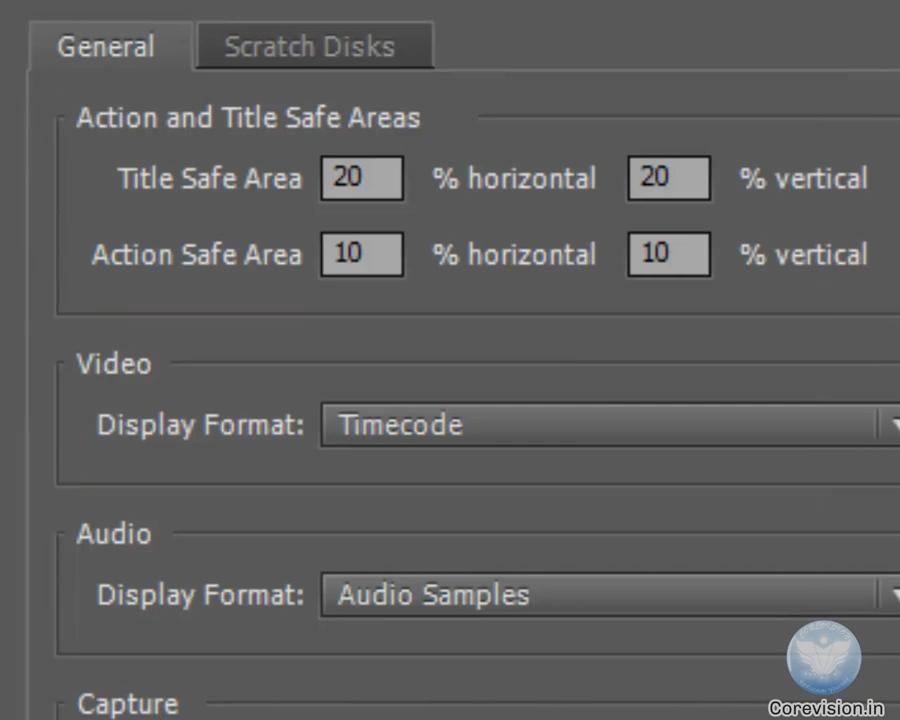 General Scratch Disks
Action and Title Safe Areas
Title Safe Area 20 % horizontal 20 % vertical
Action Safe Area 10 % horizontal 10 % vertical
Video
Display Format: Timecode
Audio
Display Format: Audio Samples
Capture
Corevision.in